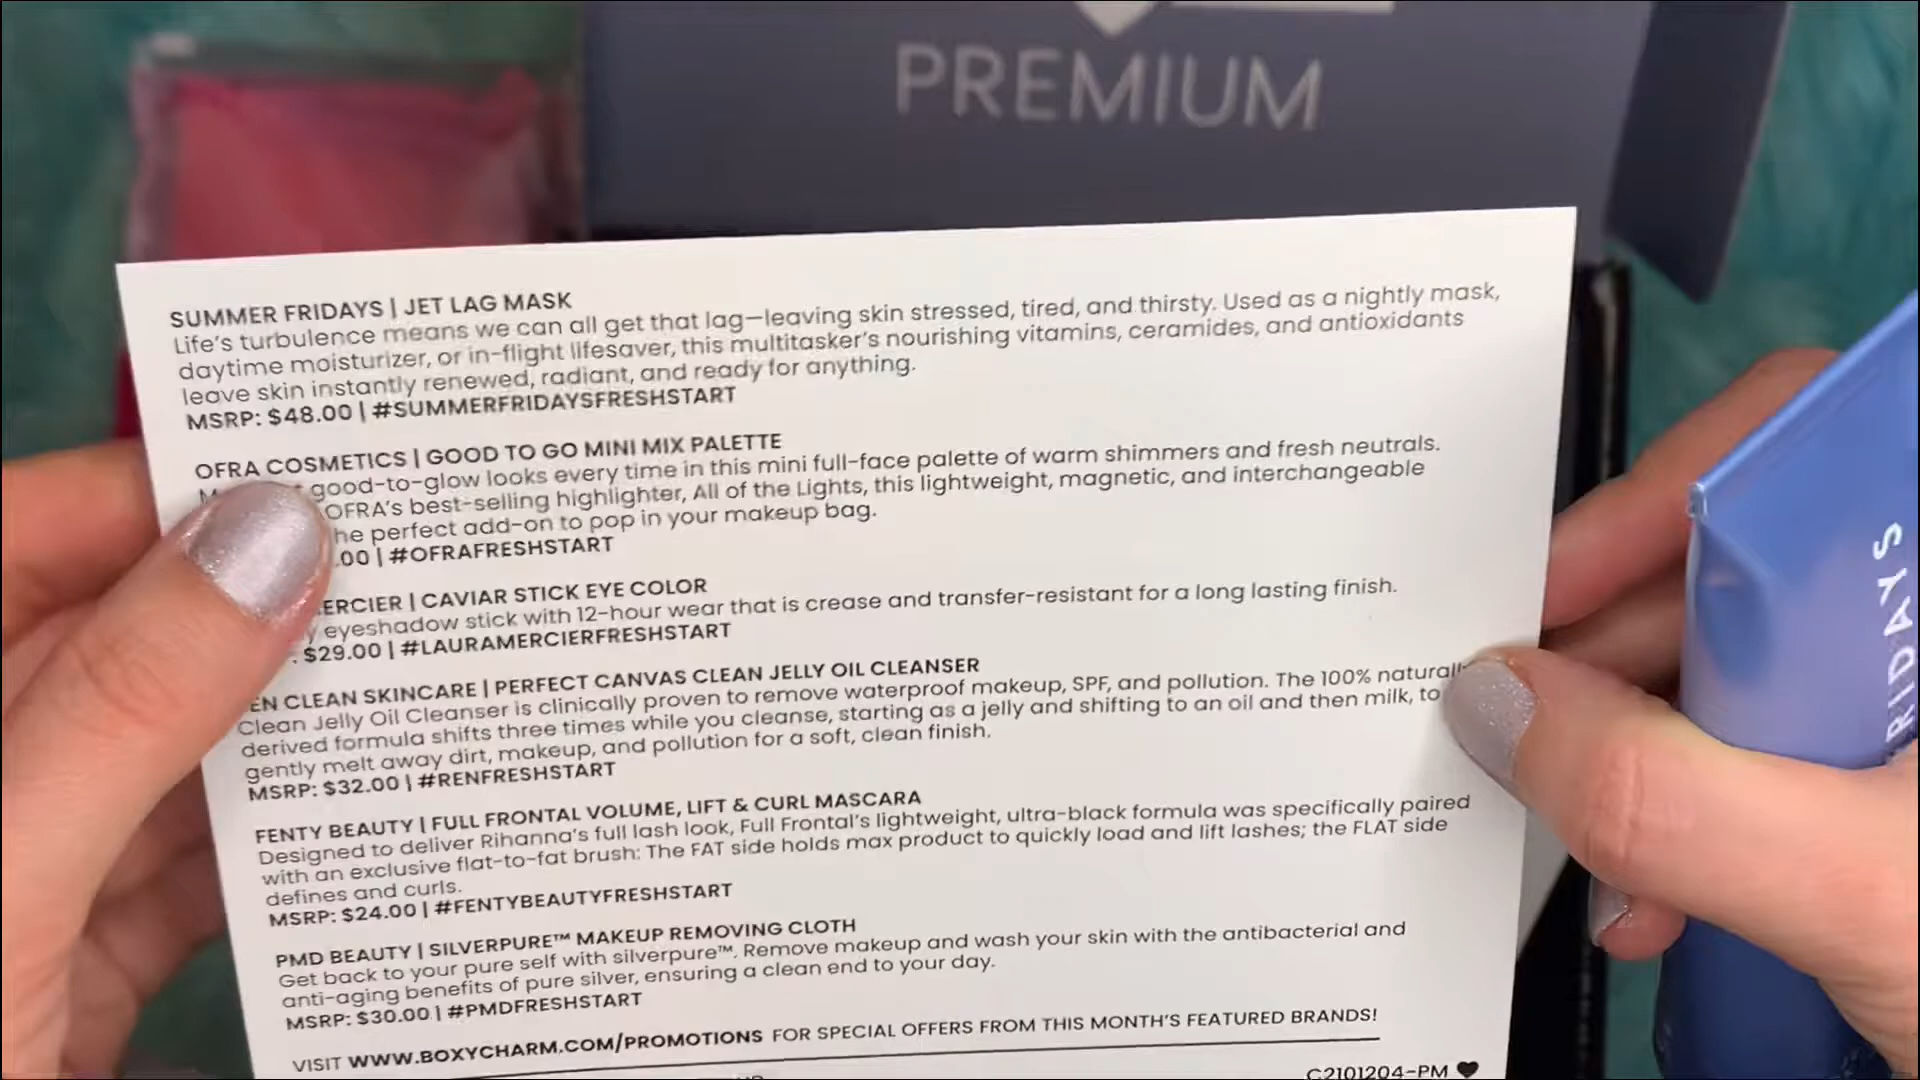 PREMIUM
SUMMER FRIDAYS | JET LAG MASK
Life's turbulence means we can all get that lag—leaving skin stressed, tired, and thirsty. Used as a nightly mask,
daytime moisturizer, or in-flight lifesaver, this multitasker's nourishing vitamins, ceramides, and antioxidants
leave skin instantly renewed, radiant, and ready for anything.
MSRP: $48.00 | #SUMMERFRIDAYSFRESHSTART
OFRA COSMETICS | GOOD TO GO MINI MIX PALETTE
good-to-glow looks every time in this mini full-face palette of warm shimmers and fresh neutrals.
OFRA's best-selling highlighter, All of the Lights, this lightweight, magnetic, and interchangeable
he perfect add-on to pop in your makeup bag.
.00 | #OFRAFRESHSTART
ERCIER | CAVIAR STICK EYE COLOR
y eyeshadow stick with 12-hour wear that is crease and transfer-resistant for a long lasting finish.
: $29.00 | #LAURAMERCIERFRESHSTART
EN CLEAN SKINCARE | PERFECT CANVAS CLEAN JELLY OIL CLEANSER
Clean Jelly Oil Cleanser is clinically proven to remove waterproof makeup, SPF, and pollution. The 100% naturall
derived formula shifts three times while you cleanse, starting as a jelly and shifting to an oil and then milk, to
gently melt away dirt, makeup, and pollution for a soft, clean finish.
MSRP: $32.00 | #RENFRESHSTART
FENTY BEAUTY | FULL FRONTAL VOLUME, LIFT & CURL MASCARA
Designed to deliver Rihanna's full lash look, Full Frontal's lightweight, ultra-black formula was specifically paired
with an exclusive flat-to-fat brush: The FAT side holds max product to quickly load and lift lashes; the FLAT side
defines and curls.
MSRP: $24.00 | #FENTYBEAUTYFRESHSTART
PMD BEAUTY | SILVERPURE™ MAKEUP REMOVING CLOTH
Get back to your pure self with silverpure™. Remove makeup and wash your skin with the antibacterial and
anti-aging benefits of pure silver, ensuring a clean end to your day.
MSRP: $30.00 | #PMDFRESHSTART
VISIT WWW.BOXYCHARM.COM/PROMOTIONS FOR SPECIAL OFFERS FROM THIS MONTH'S FEATURED BRANDS!
C2101204-PM
RIDAYS